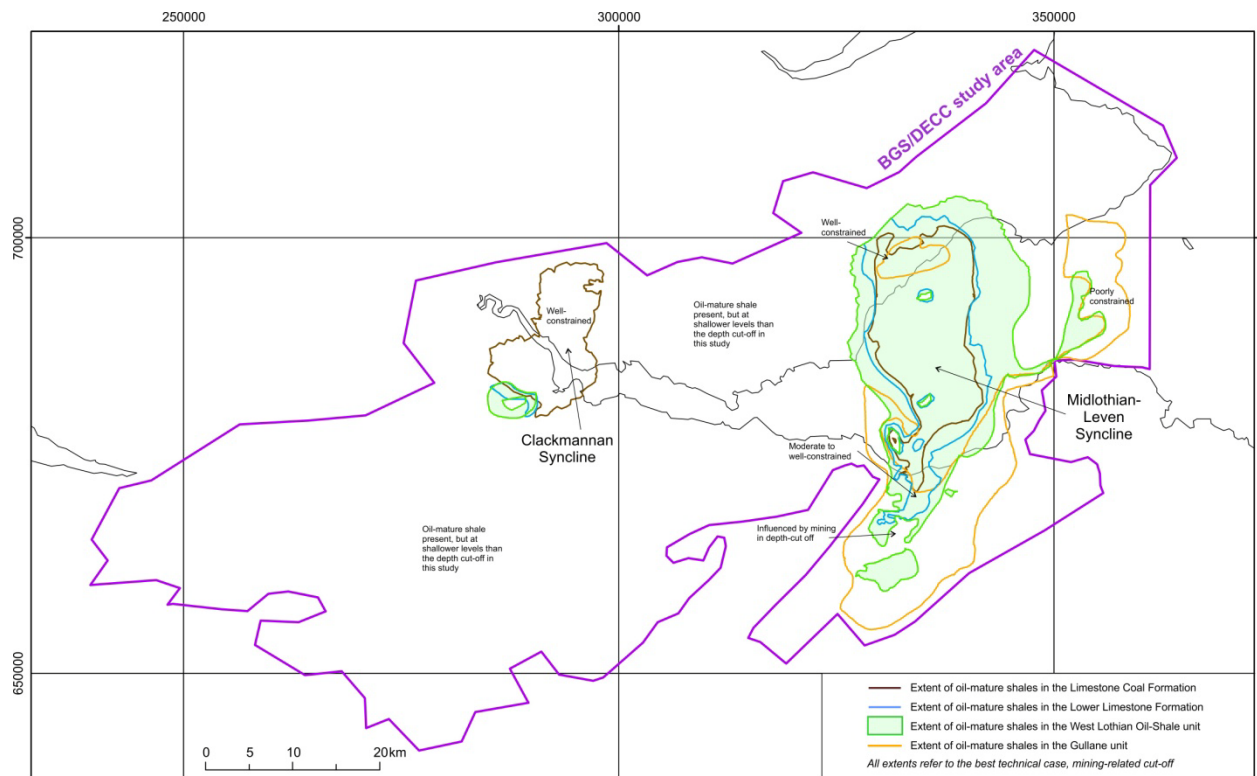 250000
300000
350000
BGS/DECC study area
700000
650000
Well-
constrained
Well-
constrained
Poorly
constrained
Oil-mature shale
present, but at
shallower levels than
the depth cut-off in
this study
Clackmannan
Syncline
Midlothian-
Leven
Syncline
Moderate to
well-constrained
Influenced by mining
in depth-cut off
Oil-mature shale
present, but at
shallower levels than
the depth cut-off in
this study
0 5 10 20km
Extent of oil-mature shales in the Limestone Coal Formation
Extent of oil-mature shales in the Lower Limestone Formation
Extent of oil-mature shales in the West Lothian Oil-Shale unit
Extent of oil-mature shales in the Gullane unit
All extents refer to the best technical case, mining-related cut-off